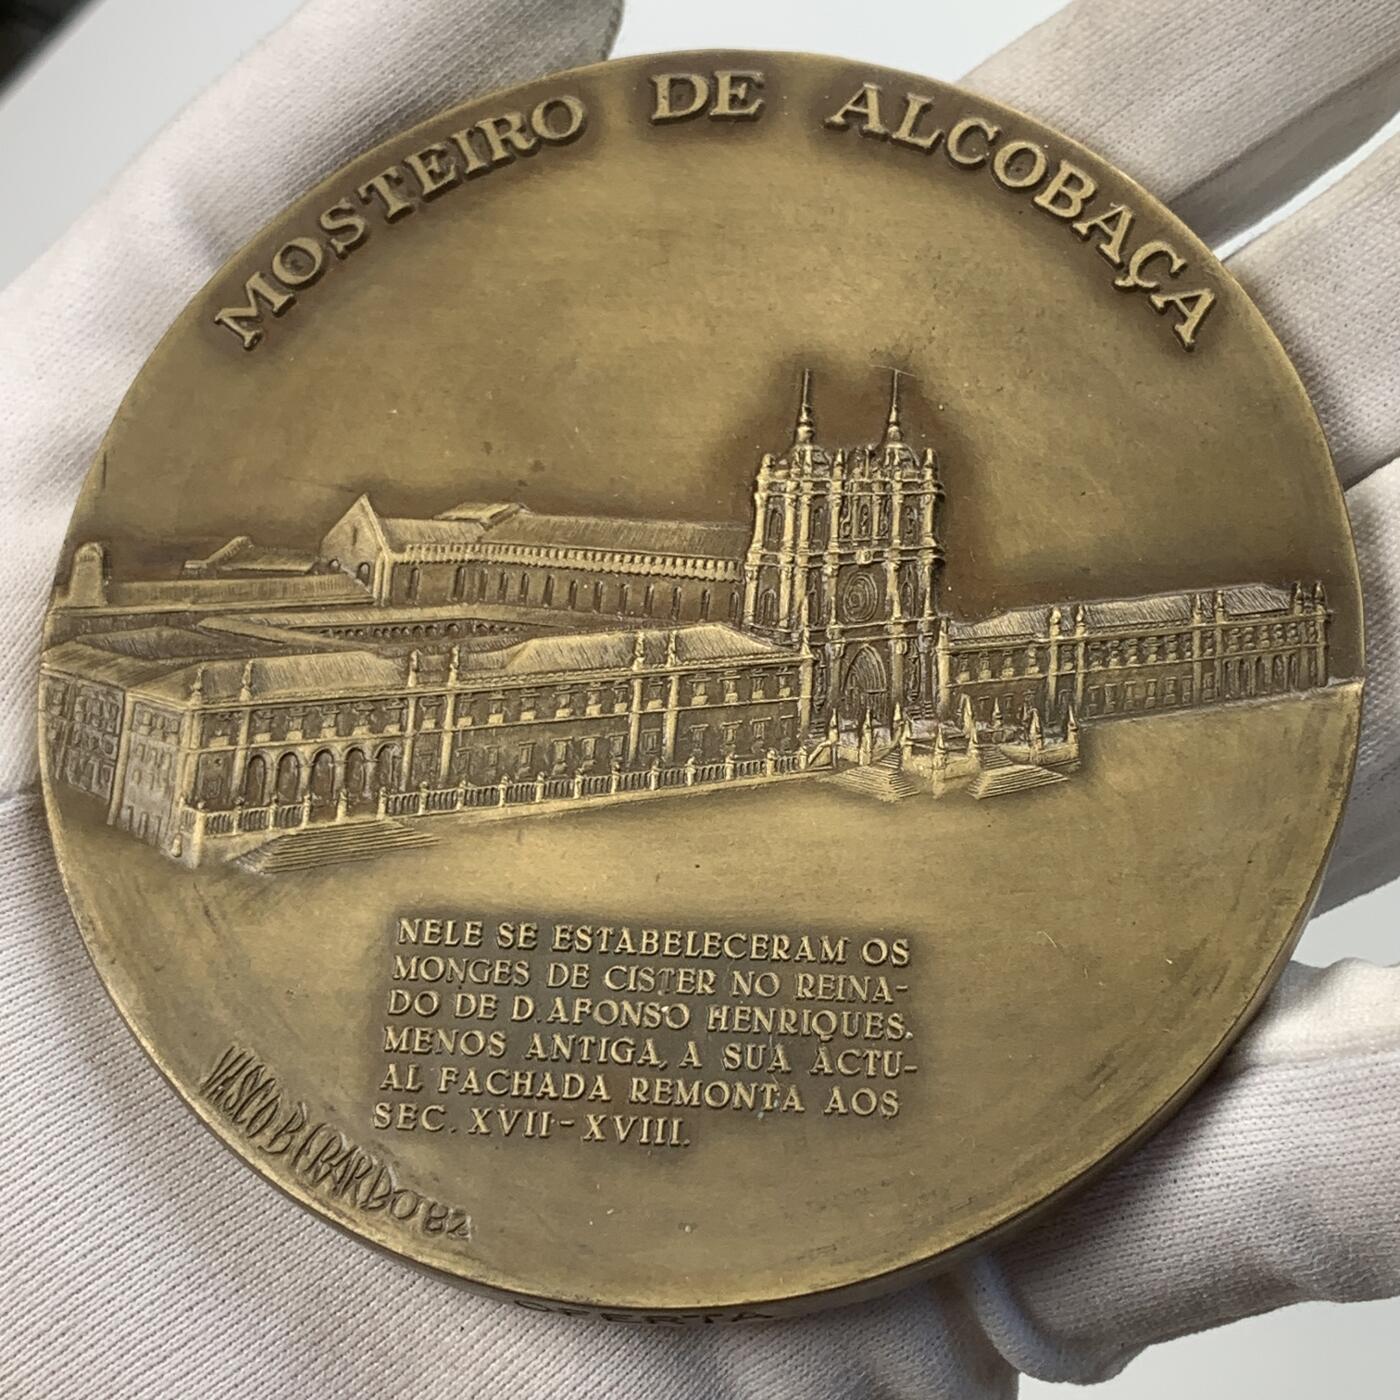 MOSTEIRO DE ALCOBAÇA
NELE SE ESTABELECERAM OS
MONGES DE CISTER NO REINA-
DO DE D. AFONSO HENRIQUES.
MENOS ANTIGA, A SUA ACTU-
AL FACHADA REMONTA AOS
SEC. XVII-XVIII.
VASCO BERARDO 82
OFERTA